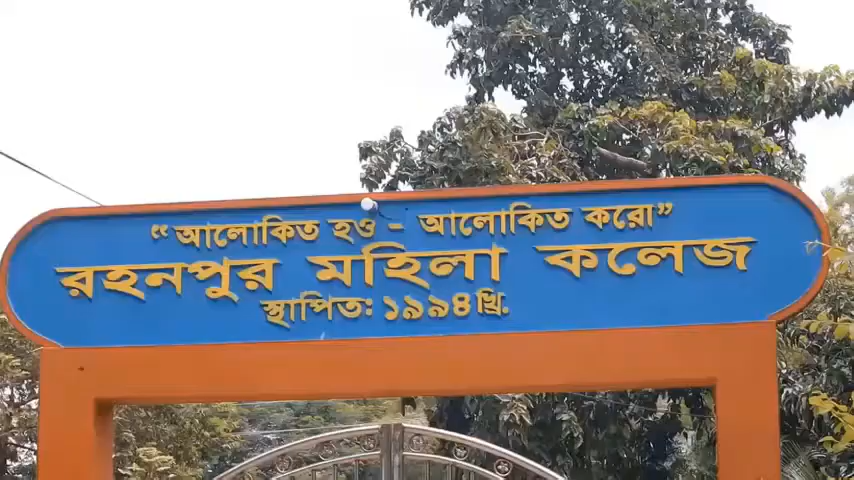 “আলোকিত হও - আলোকিত করো”
রহনপুর মহিলা কলেজ
স্থাপিত: ১৯৯৪ খ্রি.